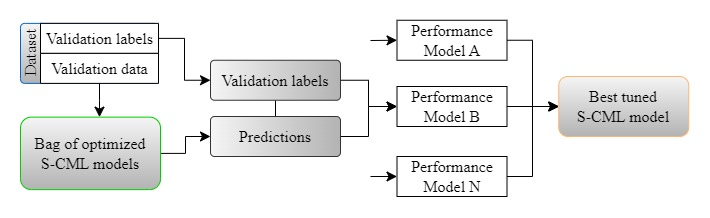 Dataset
Validation labels
Validation data
Bag of optimized
S-CML models
Validation labels
Predictions
Performance
Model A
Performance
Model B
Performance
Model N
Best tuned
S-CML model